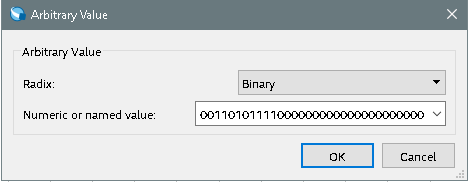 Arbitrary Value
Arbitrary Value
Radix:
Binary
Numeric or named value:
00110101111000000000000000000000
OK
Cancel